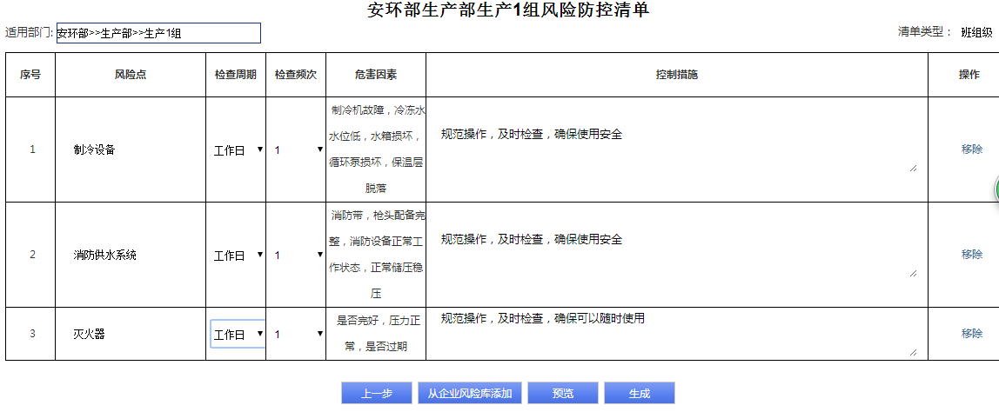 安环部生产部生产1组风险防控清单
适用部门: 安环部>>生产部>>生产1组 清单类型： 班组级
序号 风险点 检查周期 检查频次 危害因素 控制措施 操作
1 制冷设备 工作日 1 制冷机故障，冷冻水水位低，水箱损坏，循环泵损坏，保温层脱落 规范操作，及时检查，确保使用安全 移除
2 消防供水系统 工作日 1 消防带，枪头配备完整，消防设备正常工作状态，正常储压稳压 规范操作，及时检查，确保使用安全 移除
3 灭火器 工作日 1 是否完好，压力正常，是否过期 规范操作，及时检查，确保可以随时使用 移除
上一步 从企业风险库添加 预览 生成